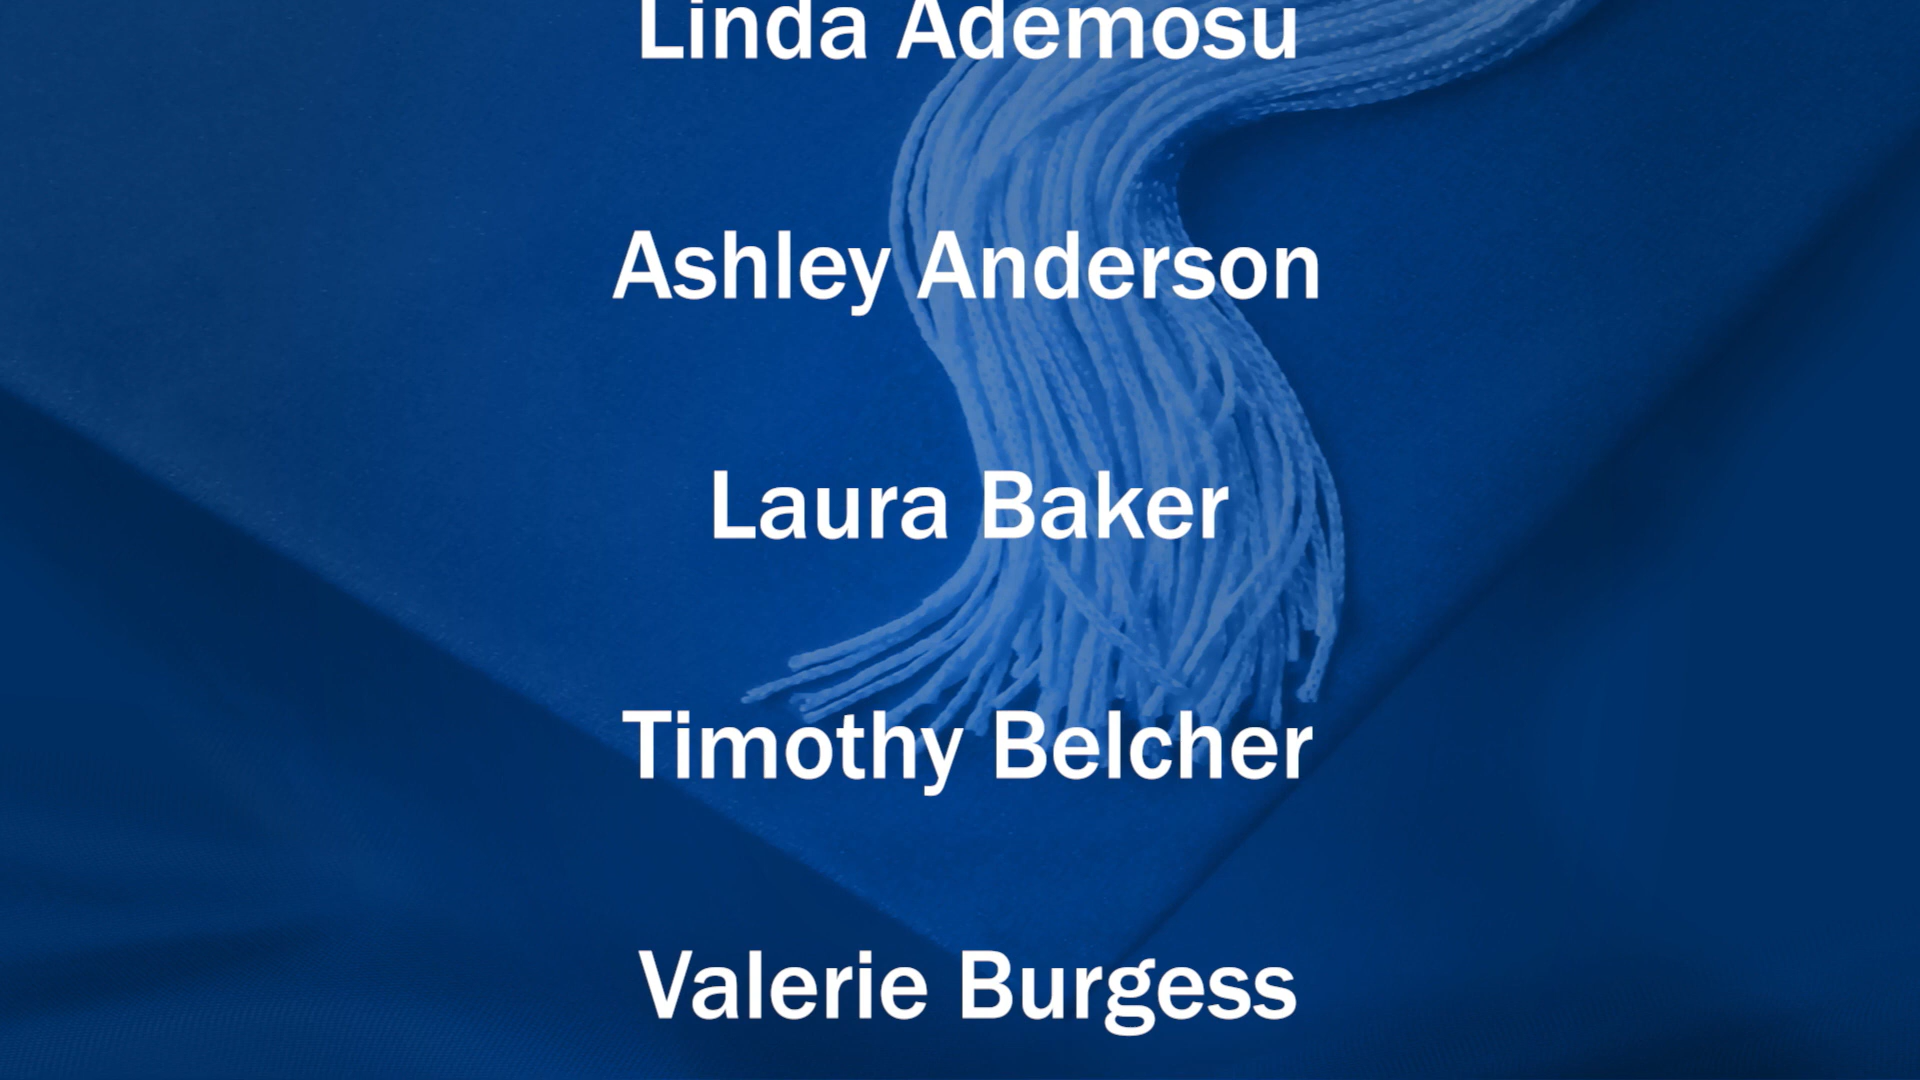 Linda Ademosu
Ashley Anderson
Laura Baker
Timothy Belcher
Valerie Burgess